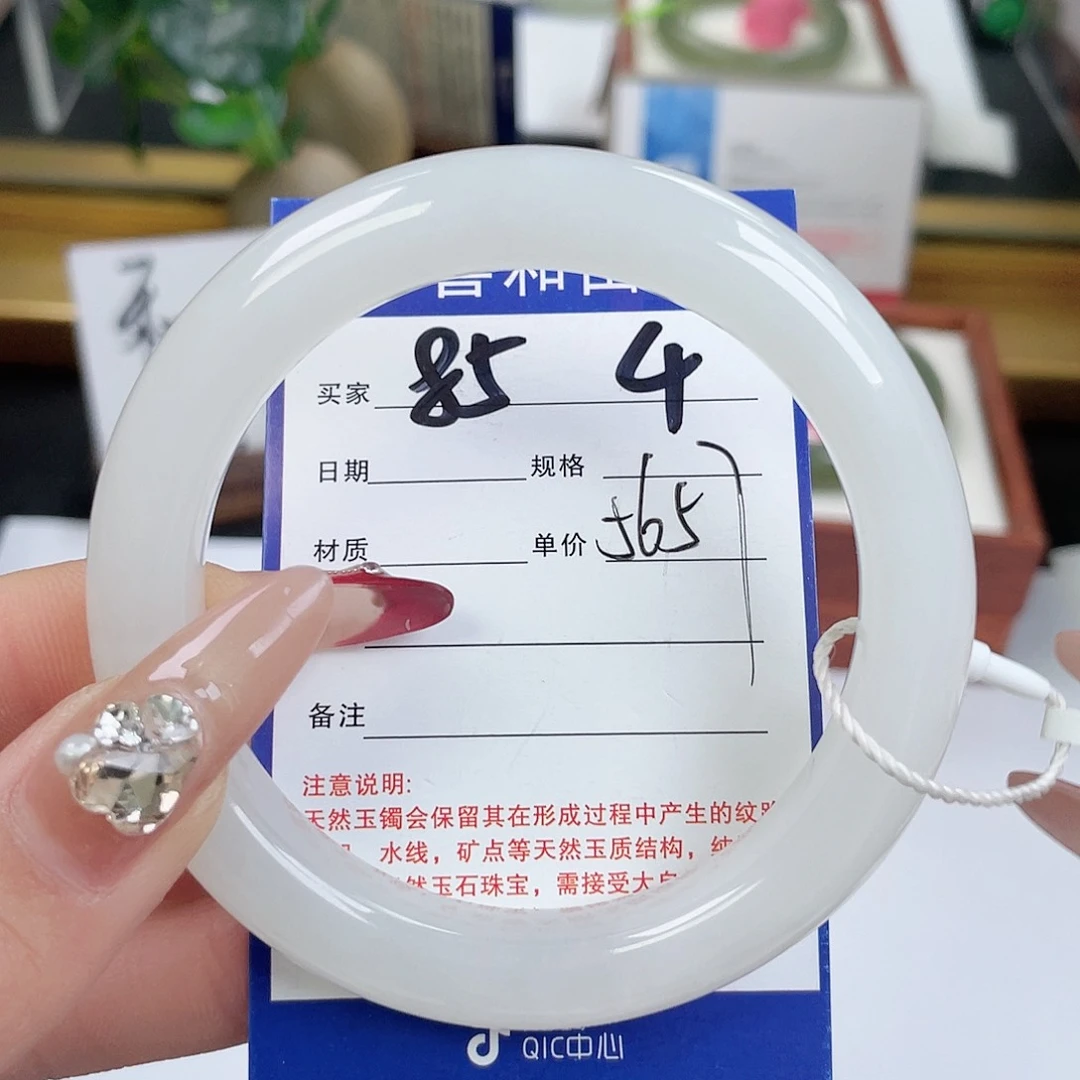 买家 85 4
日期 规格
材质 单价 565
备注
注意说明:
天然玉镯会保留其在形成过程中产生的纹
水线，矿点等天然玉质结构，
然玉石珠宝，需接受大自
QIC中心